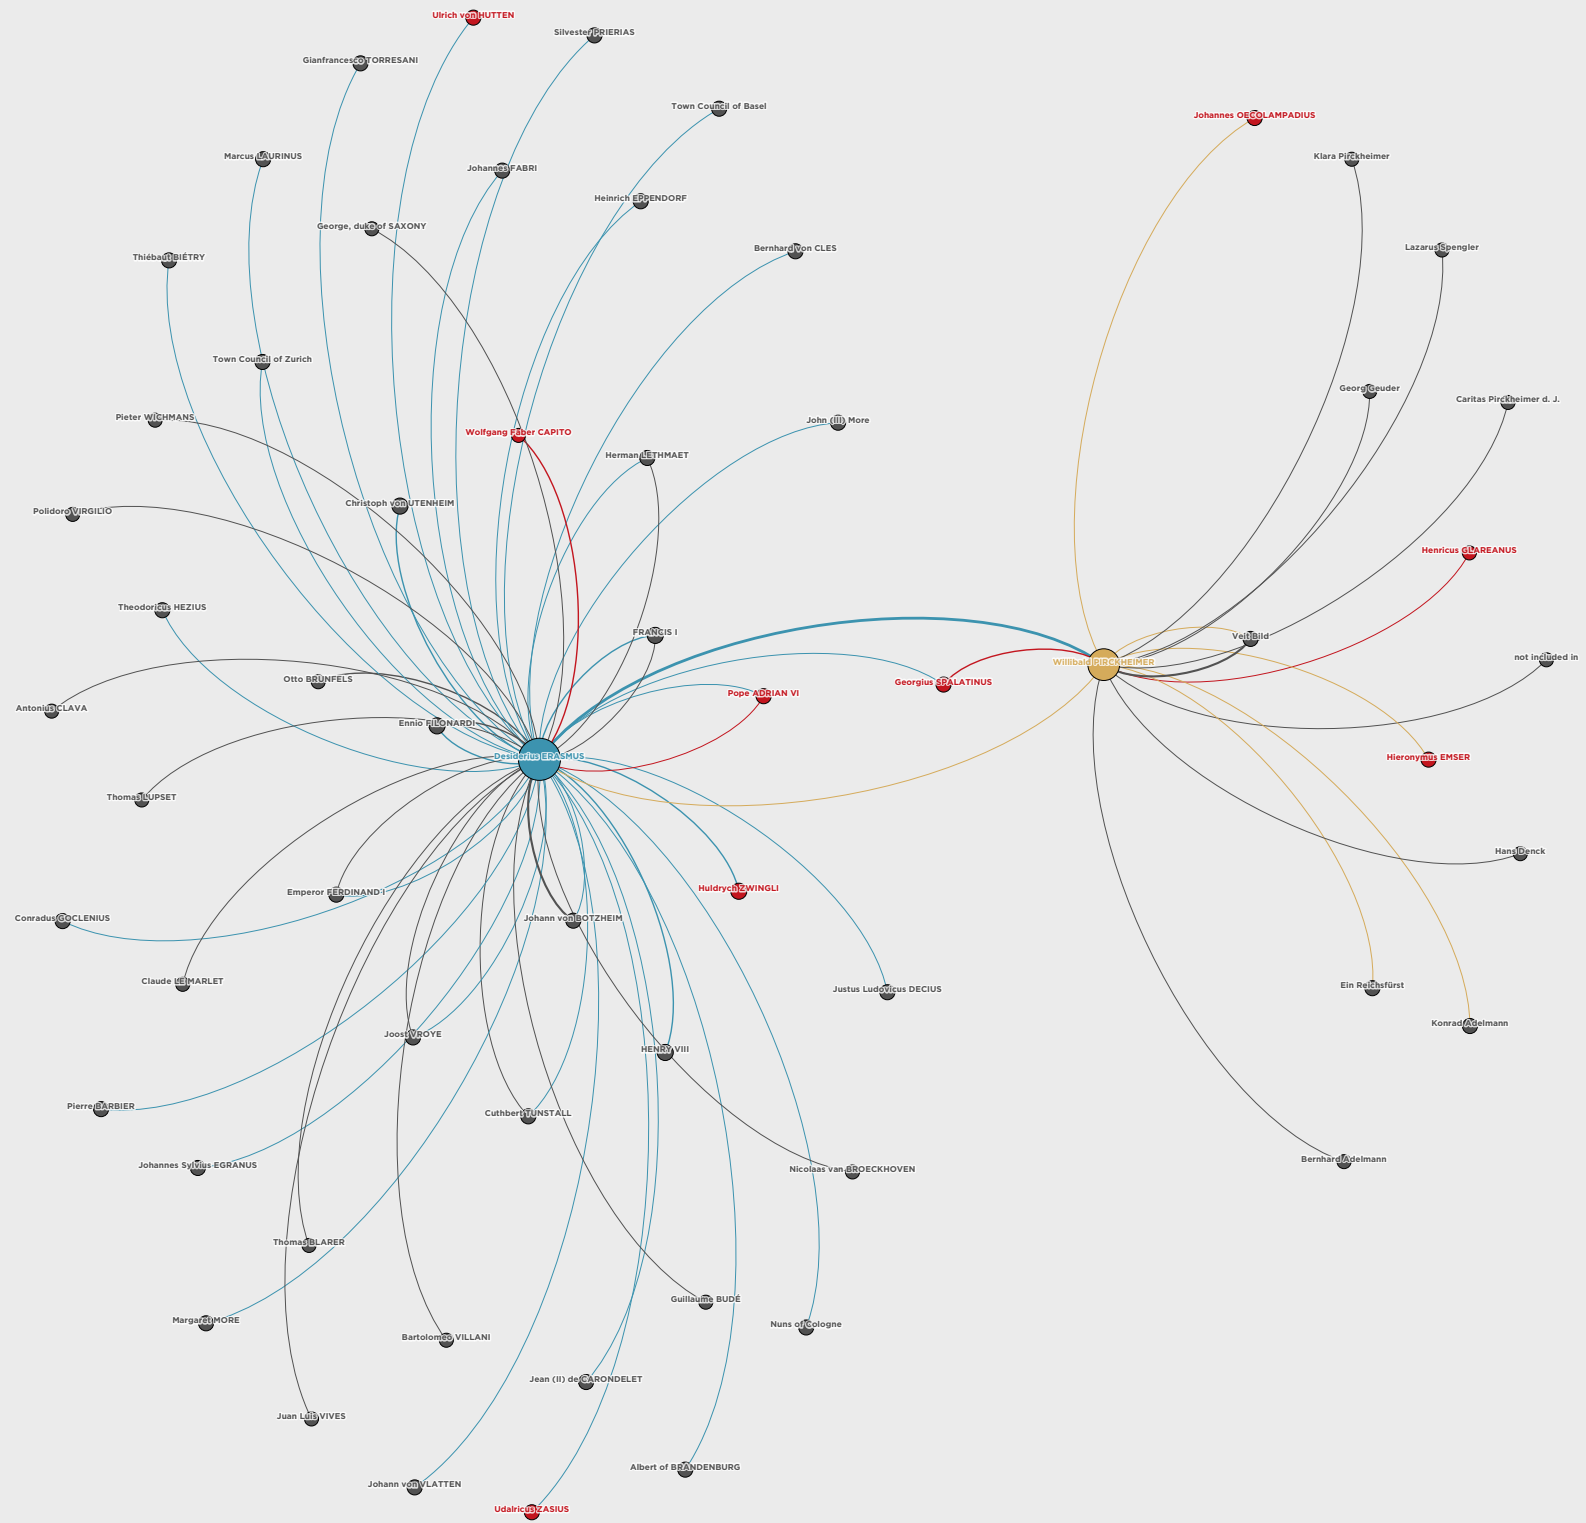 Ulrich von HUTTEN
Silvester PRIERIAS
Gianfrancesco TORRESANI
Town Council of Basel
Johannes OECOLAMPADIUS
Marcus LAURINUS
Klara Pirckheimer
Johannes FABRI
Heinrich EPPENDORF
George, duke of SAXONY
Bernhard von CLES
Lazarus Spengler
Thiébaut BIÉTRY
Town Council of Zurich
Georg Geuder
Caritas Pirckheimer d. J.
Pieter WICHMANS
John (III) More
Wolfgang Faber CAPITO
Herman LETHMAET
Christoph von UTENHEIM
Polidoro VIRGILIO
Henricus GLAREANUS
Theodoricus HEZIUS
FRANCIS I
Veit Bild
Willibald PIRCKHEIMER
not included in
Otto BRUNFELS
Georgius SPALATINUS
Pope ADRIAN VI
Antonius CLAVA
Ennio FILONARDI
Desiderius ERASMUS
Hieronymus EMSER
Thomas LUPSET
Hans Denck
Emperor FERDINAND I
Huldrych ZWINGLI
Conradus GOCLENIUS
Johann von BOTZHEIM
Claude LE MARLET
Justus Ludovicus DECIUS
Ein Reichsfürst
Konrad Adelmann
Joost VROYE
HENRY VIII
Pierre BARBIER
Cuthbert TUNSTALL
Johannes Sylvius EGRANUS
Nicolaas van BROECKHOVEN
Bernhard Adelmann
Thomas BLARER
Guillaume BUDÉ
Margaret MORE
Nuns of Cologne
Bartolomeo VILLANI
Jean (II) de CARONDELET
Juan Luis VIVES
Albert of BRANDENBURG
Johann von VLATTEN
Udalricus ZASIUS